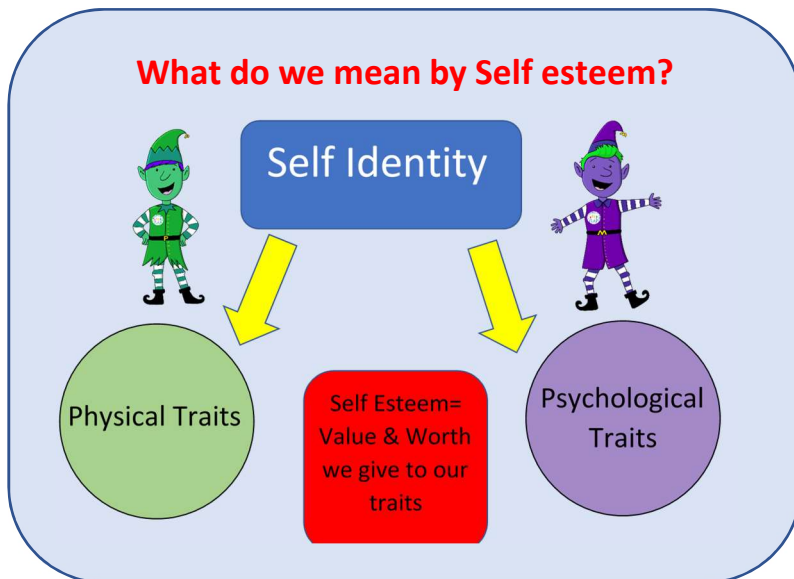 What do we mean by Self esteem?
Self Identity
Physical Traits
Self Esteem=
Value & Worth
we give to our
traits
Psychological
Traits